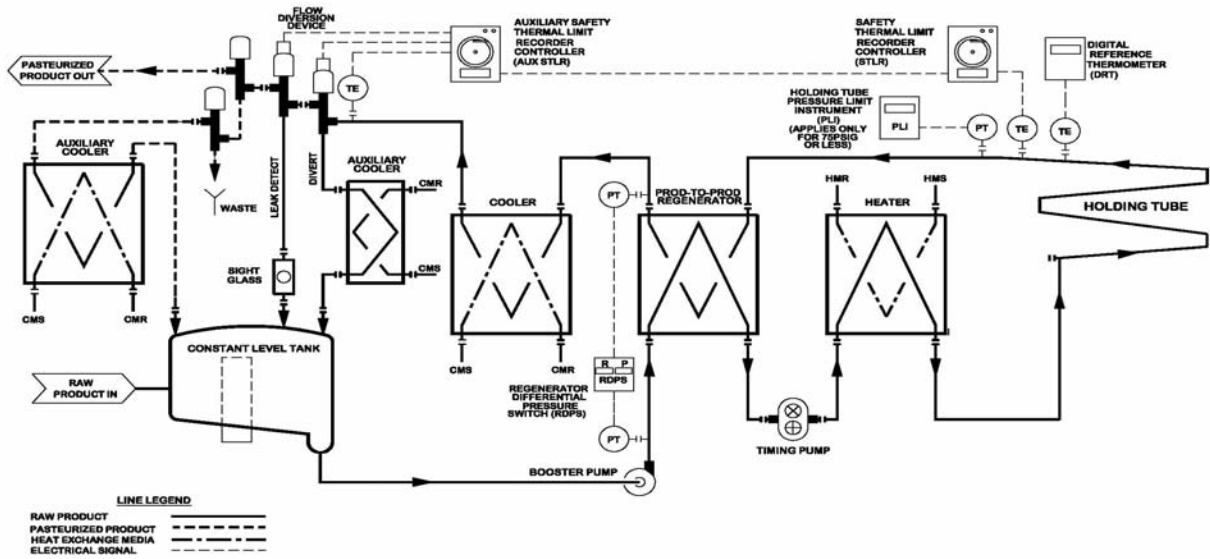 FLOW
DIVERSION
DEVICE
AUXILIARY SAFETY
THERMAL LIMIT
RECORDER
CONTROLLER
(AUX STLR)
SAFETY
THERMAL LIMIT
RECORDER
CONTROLLER
(STLR)
DIGITAL
REFERENCE
THERMOMETER
(DRT)
PASTEURIZED
PRODUCT OUT
TE
HOLDING TUBE
PRESSURE LIMIT
INSTRUMENT
(PLI)
(APPLIES ONLY
FOR 75PSIG
OR LESS)
PLI
PT
TE
TE
AUXILIARY
COOLER
WASTE
LEAK DETECT
DIVERT
AUXILIARY
COOLER
CMR
CMS
COOLER
PT
PROD-TO-PROD
REGENERATOR
HMR
HMS
HEATER
HOLDING TUBE
SIGHT
GLASS
CMS
CMR
CONSTANT LEVEL TANK
RAW
PRODUCT IN
CMS
CMR
R P
RDPS
REGENERATOR
DIFFERENTIAL
PRESSURE
SWITCH (RDPS)
PT
TIMING PUMP
BOOSTER PUMP
LINE LEGEND
RAW PRODUCT
PASTEURIZED PRODUCT
HEAT EXCHANGE MEDIA
ELECTRICAL SIGNAL